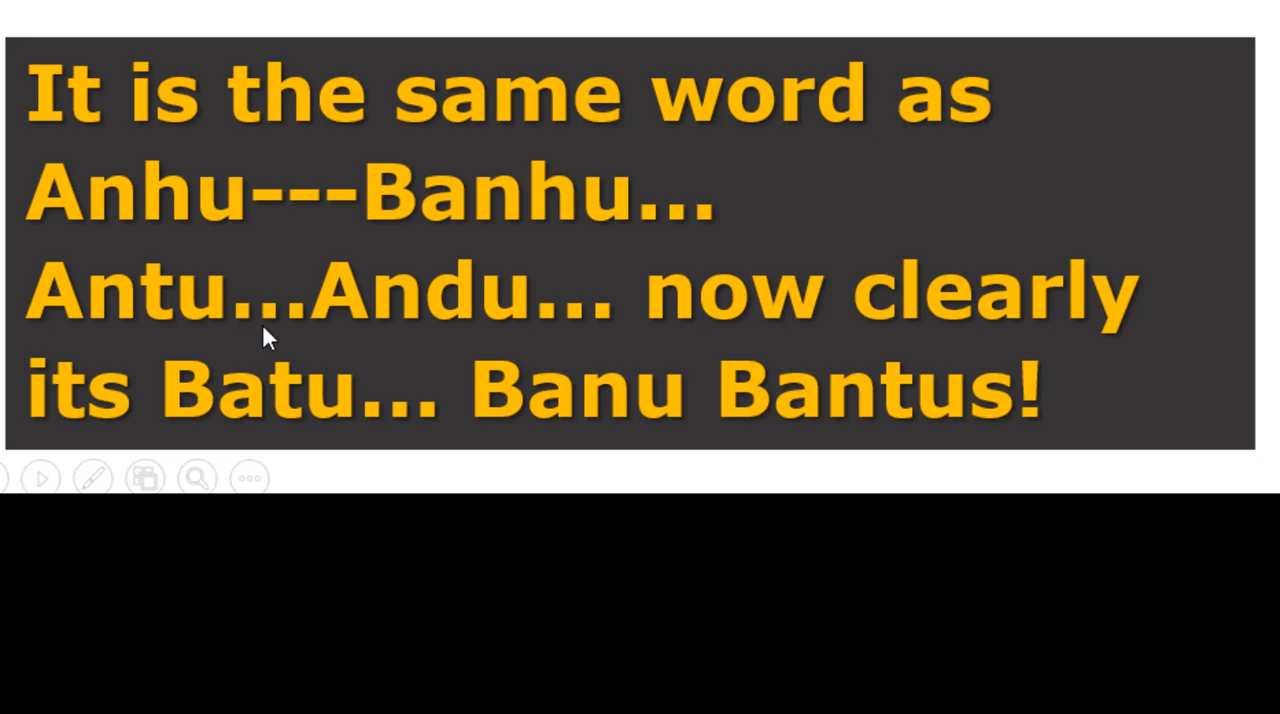 It is the same word as
Anhu---Banhu...
Antu...Andu... now clearly
its Batu... Banu Bantus!